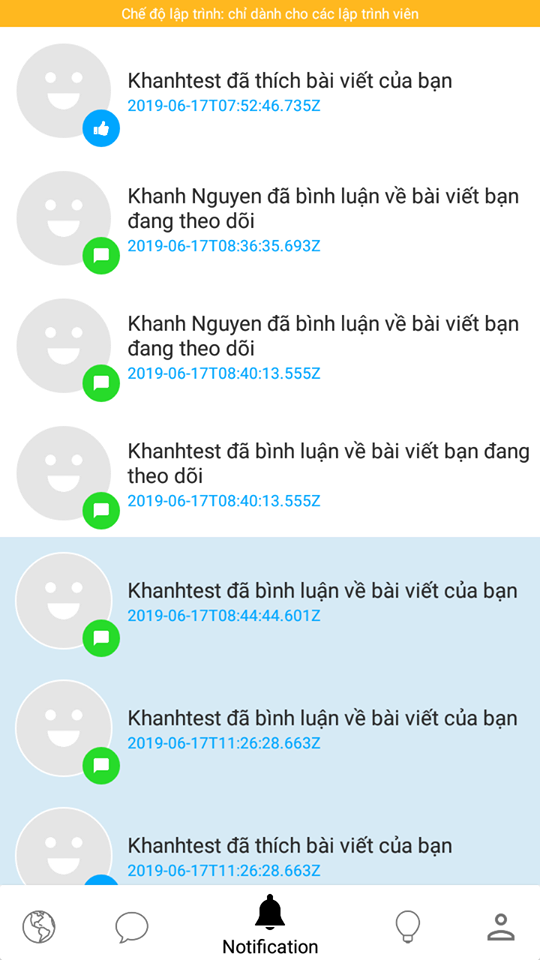 Chế độ lập trình: chỉ dành cho các lập trình viên
Khanhtest đã thích bài viết của bạn
2019-06-17T07:52:46.735Z
Khanh Nguyen đã bình luận về bài viết bạn
đang theo dõi
2019-06-17T08:36:35.693Z
Khanh Nguyen đã bình luận về bài viết bạn
đang theo dõi
2019-06-17T08:40:13.555Z
Khanhtest đã bình luận về bài viết bạn đang
theo dõi
2019-06-17T08:40:13.555Z
Khanhtest đã bình luận về bài viết của bạn
2019-06-17T08:44:44.601Z
Khanhtest đã bình luận về bài viết của bạn
2019-06-17T11:26:28.663Z
Khanhtest đã thích bài viết của bạn
2019-06-17T11:26:28.663Z
Notification